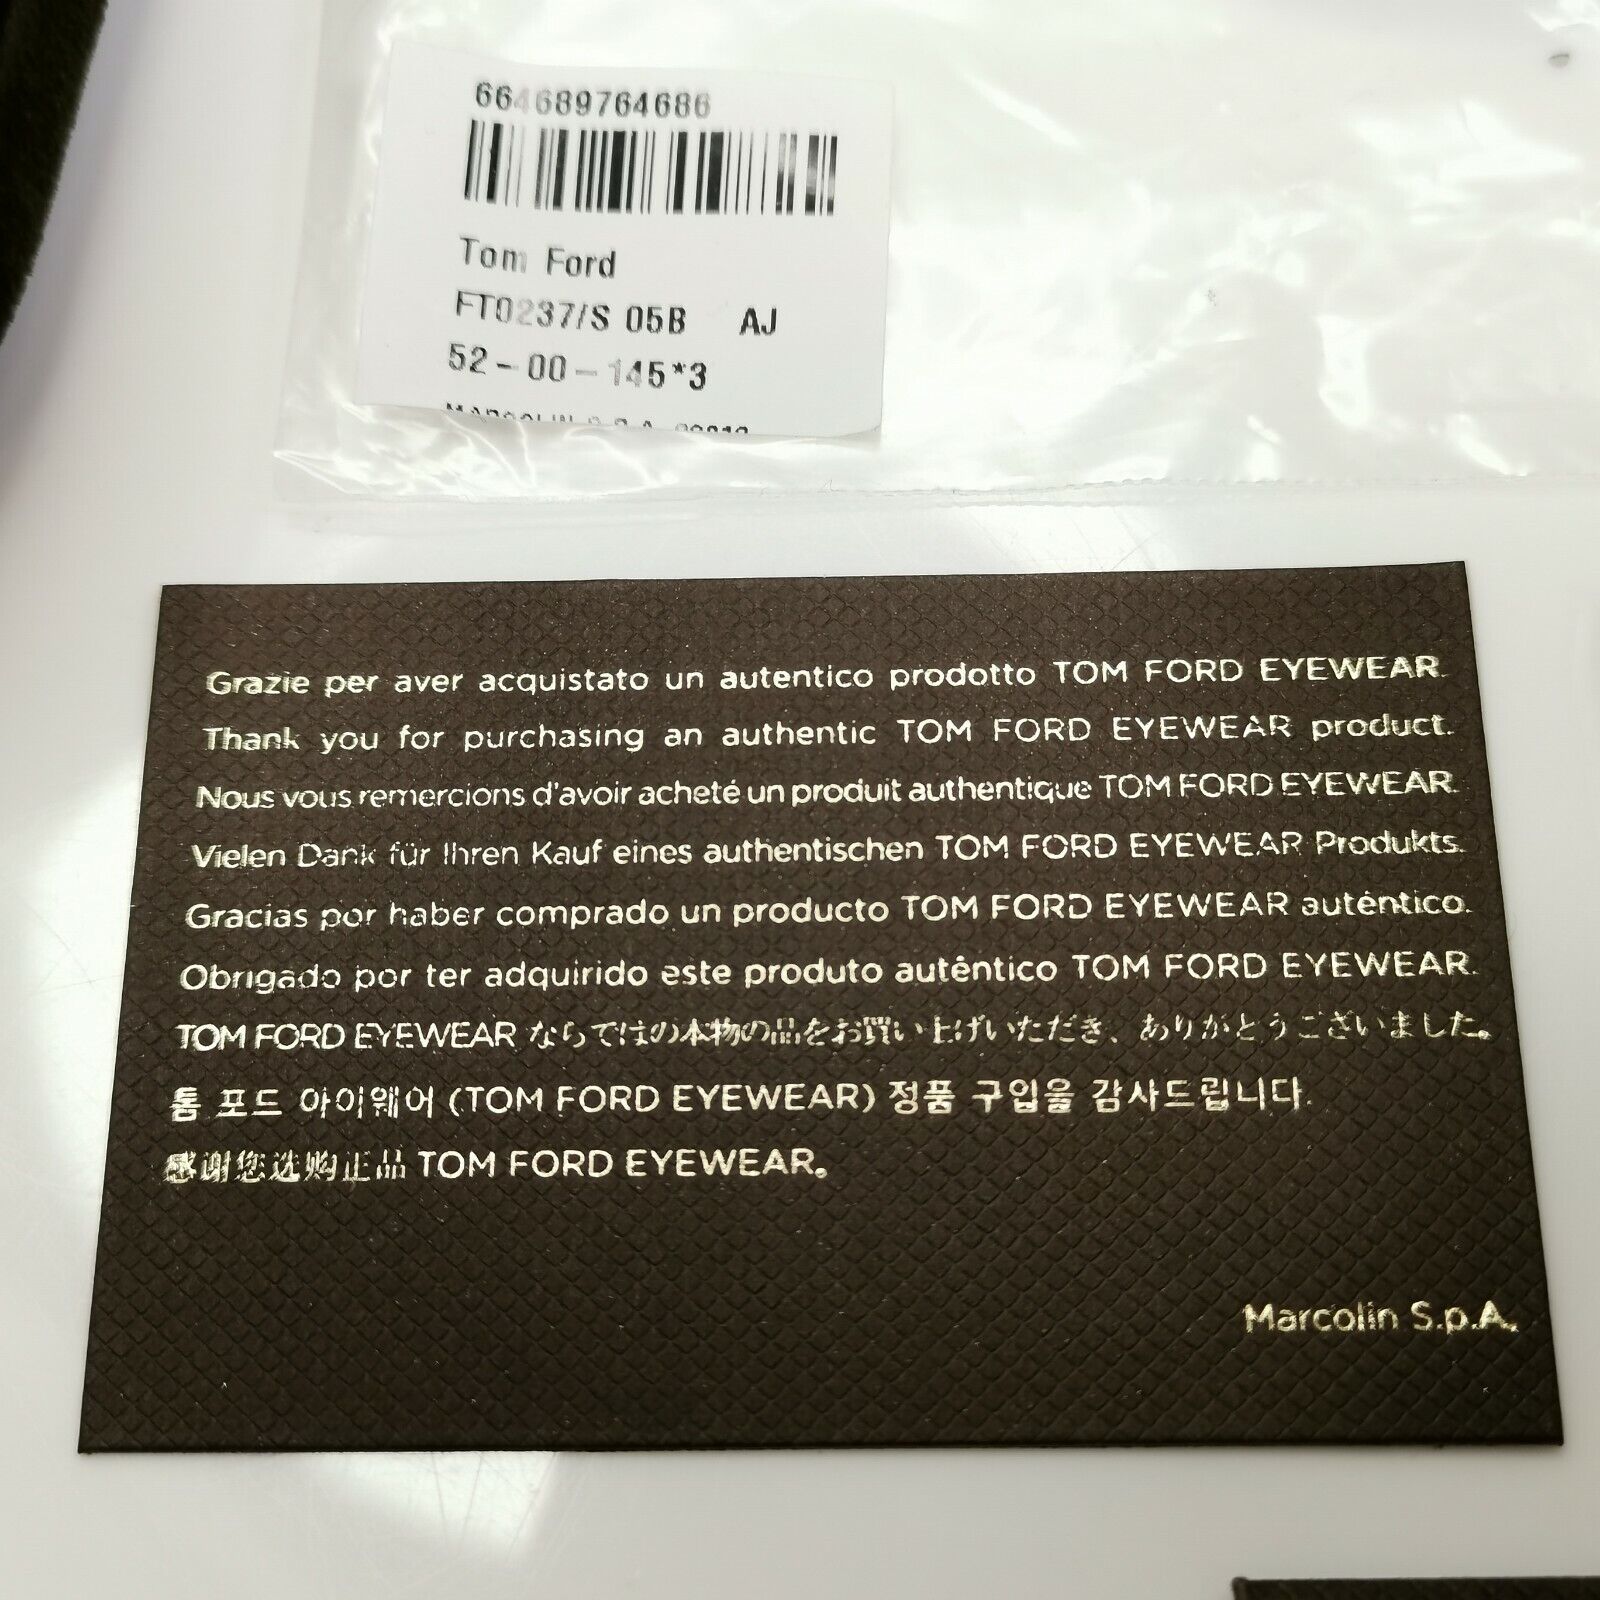 664689764686
Tom Ford
FT0237/S 05B AJ
52-00-145*3
MARCOLIN S.P.A.
Grazie per aver acquistato un autentico prodotto TOM FORD EYEWEAR.
Thank you for purchasing an authentic TOM FORD EYEWEAR product.
Nous vous remercions d'avoir acheté un produit authentique TOM FORD EYEWEAR.
Vielen Dank für Ihren Kauf eines authentischen TOM FORD EYEWEAR Produkts.
Gracias por haber comprado un producto TOM FORD EYEWEAR auténtico.
Obrigado por ter adquirido este produto autêntico TOM FORD EYEWEAR.
TOM FORD EYEWEAR ならではの本物の品をお買い上げいただき、ありがとうございました。
톰 포드 아이웨어 (TOM FORD EYEWEAR) 정품 구입을 감사드립니다.
感谢您选购正品 TOM FORD EYEWEAR。
Marcolin S.p.A.